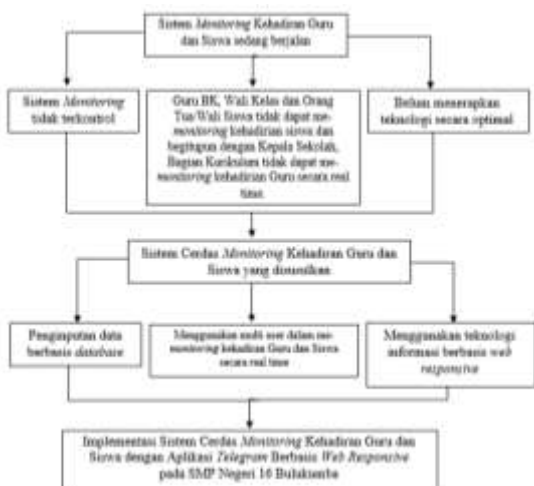 Sistem Monitoring Kehadiran Guru
dan Siswa sedang berjalan
Sistem Monitoring
tidak terkontrol
Guru BK, Wali Kelas dan Orang
Tua/Wali Siswa tidak dapat me-
monitoring kehadirian siswa dan
begitupun dengan Kepala Sekolah,
Bagian Kurikulum tidak dapat me-
monitoring kehadiran Guru secara real
time
Belum menerapkan
teknologi secara optimal
Sistem Cerdas Monitoring Kehadiran Guru dan
Siswa yang diusulkan
Penginputan data
berbasis database
Menggunakan multi user dalam me-
monitoring kehadiran Guru dan Siswa
secara real time
Menggunakan teknologi
informasi berbasis web
responsive
Implementasi Sistem Cerdas Monitoring Kehadiran Guru dan
Siswa dengan Aplikasi Telegram Berbasis Web Responsive
pada SMP Negeri 16 Bulukumba